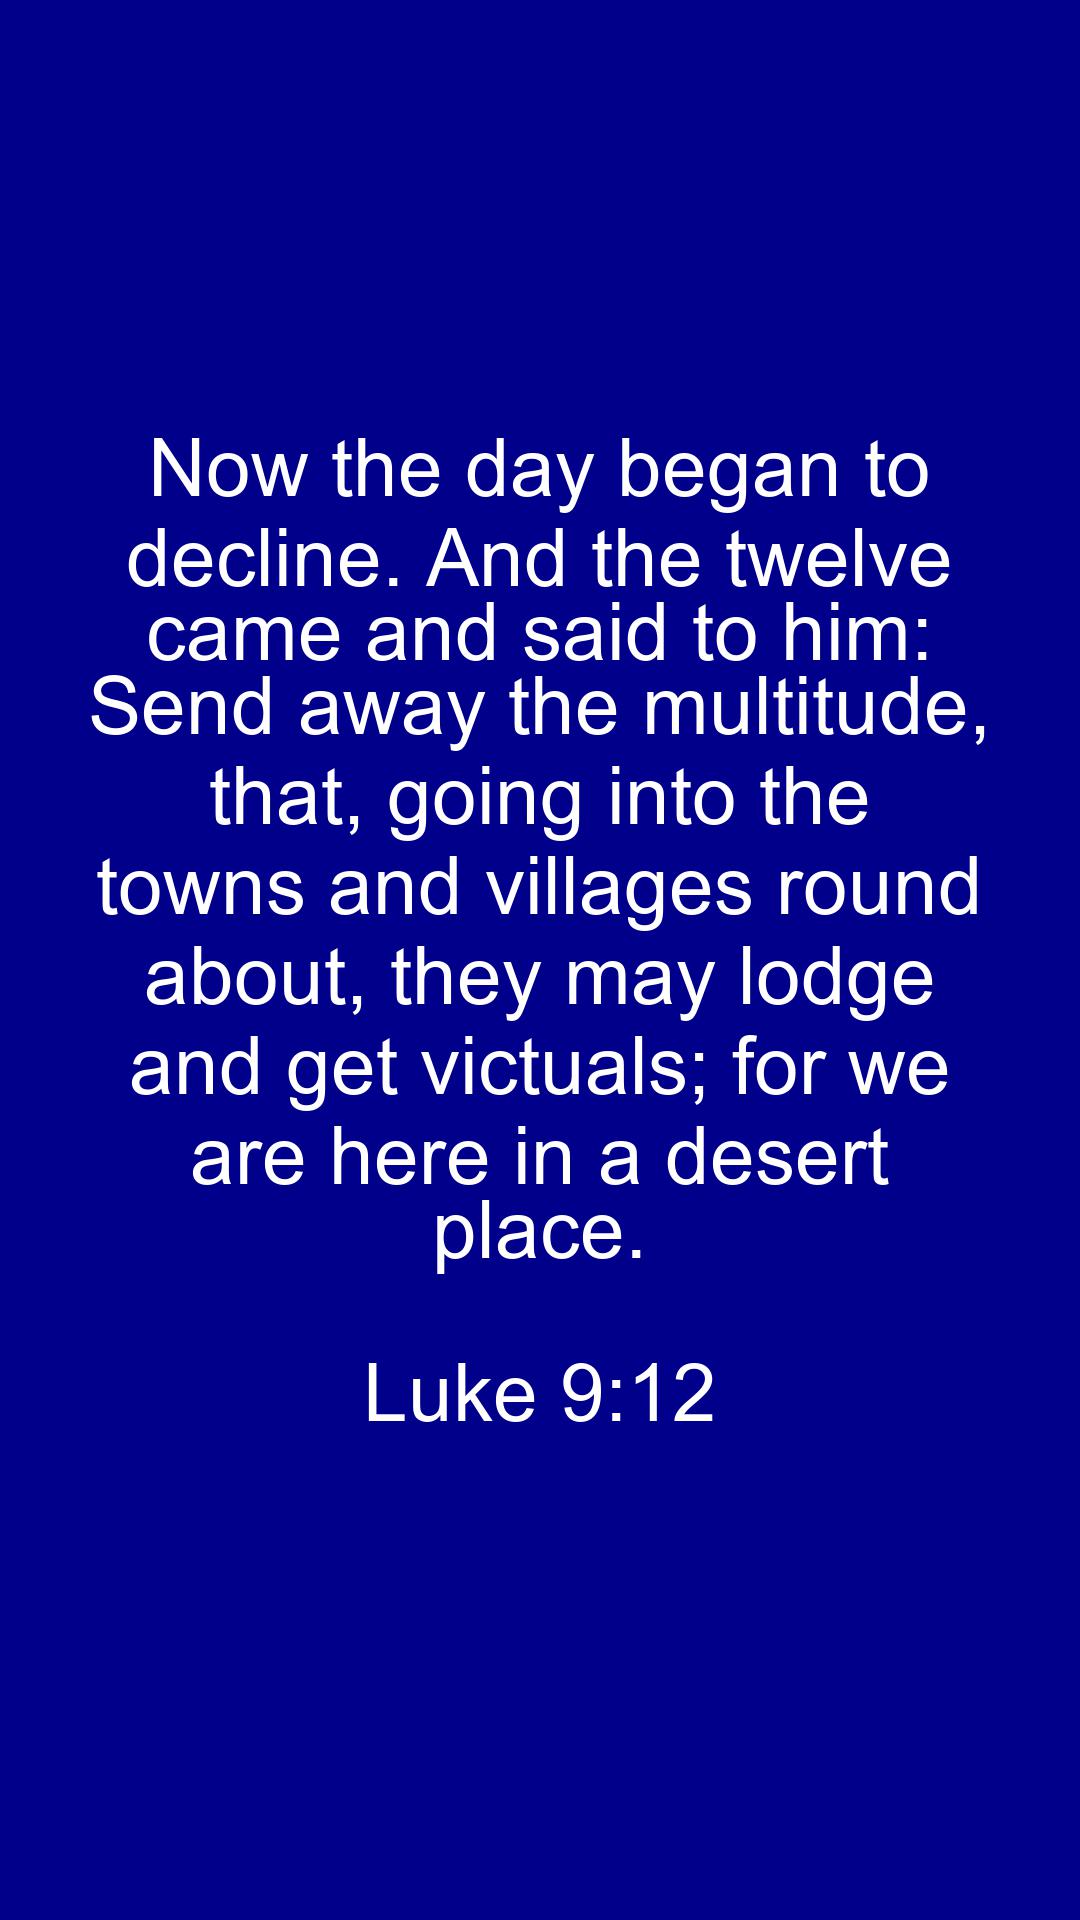 Now the day began to
decline. And the twelve
came and said to him:
Send away the multitude,
that, going into the
towns and villages round
about, they may lodge
and get victuals; for we
are here in a desert
place.
Luke 9:12